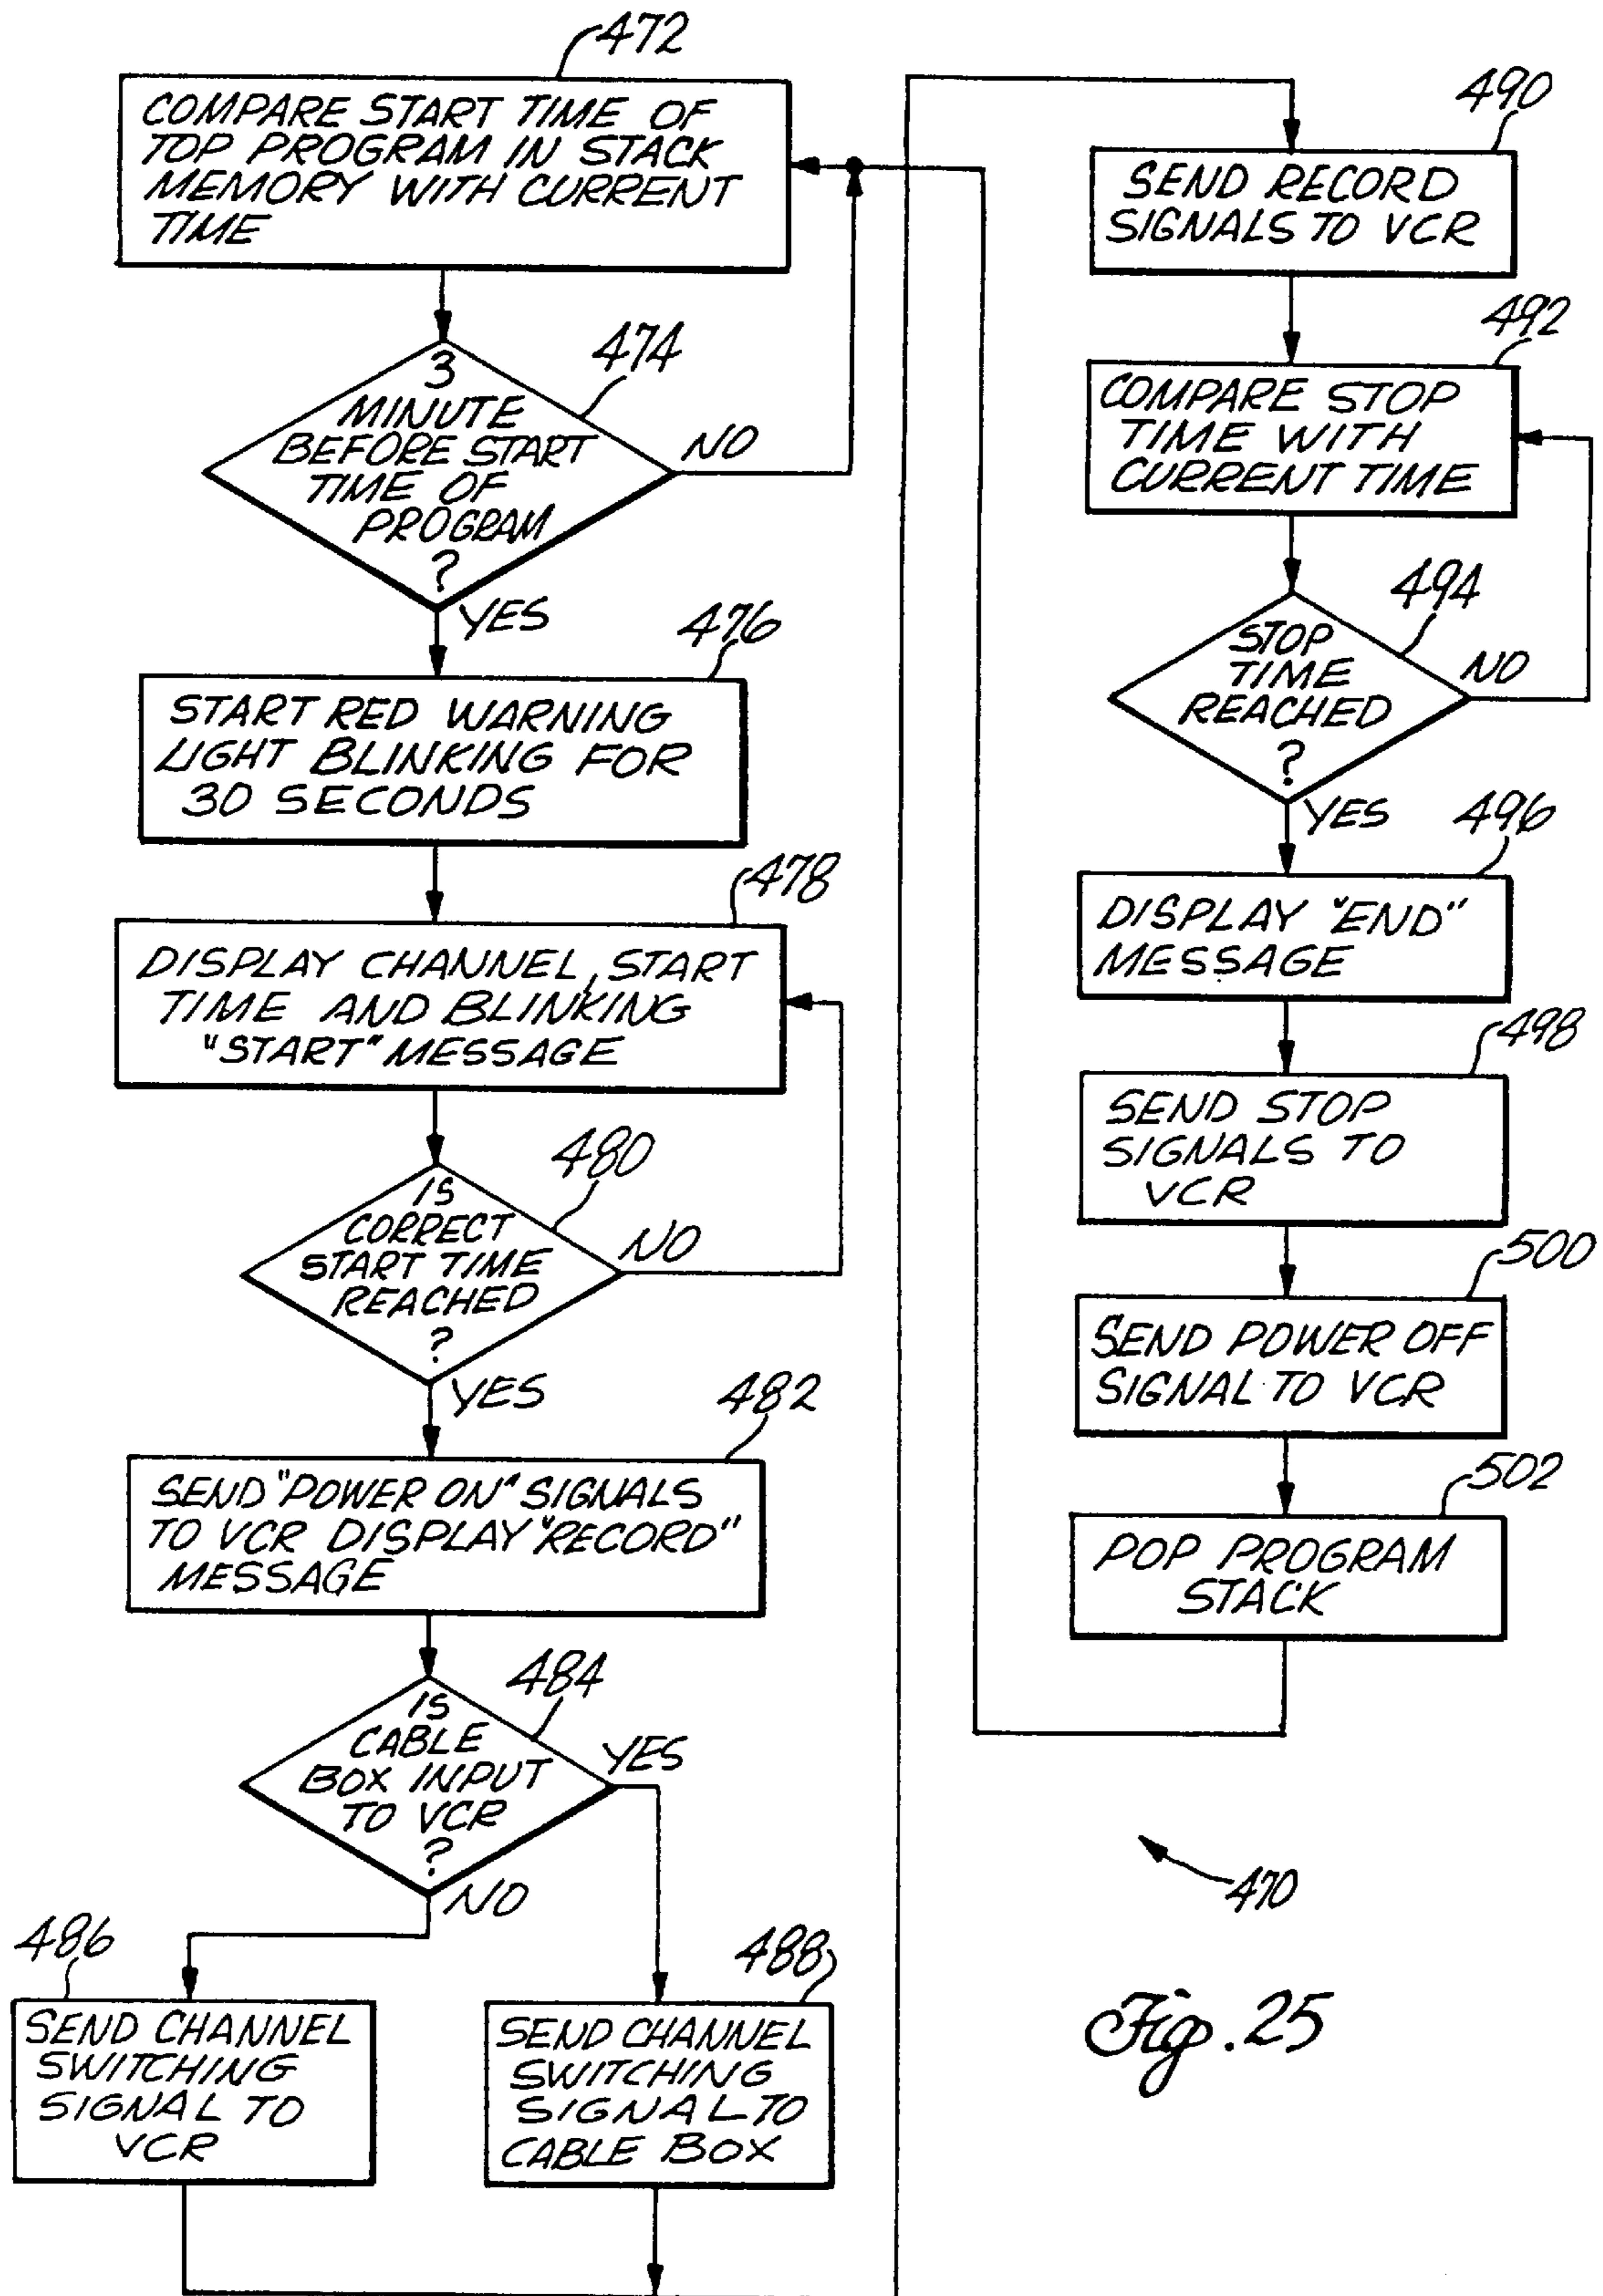 472
COMPARE START TIME OF
TOP PROGRAM IN STACK
MEMORY WITH CURRENT
TIME
474
3
MINUTE
BEFORE START
TIME OF
PROGRAM
?
NO
YES
476
START RED WARNING
LIGHT BLINKING FOR
30 SECONDS
478
DISPLAY CHANNEL, START
TIME AND BLINKING
"START" MESSAGE
480
IS
CORRECT
START TIME
REACHED
?
NO
YES
482
SEND "POWER ON" SIGNALS
TO VCR DISPLAY "RECORD"
MESSAGE
484
IS
CABLE
BOX INPUT
TO VCR
?
YES
NO
486
SEND CHANNEL
SWITCHING
SIGNAL TO
VCR
488
SEND CHANNEL
SWITCHING
SIGNAL TO
CABLE BOX
490
SEND RECORD
SIGNALS TO VCR
492
COMPARE STOP
TIME WITH
CURRENT TIME
494
STOP
TIME
REACHED
?
NO
YES
496
DISPLAY "END"
MESSAGE
498
SEND STOP
SIGNALS TO
VCR
500
SEND POWER OFF
SIGNAL TO VCR
502
POP PROGRAM
STACK
470
Fig. 25